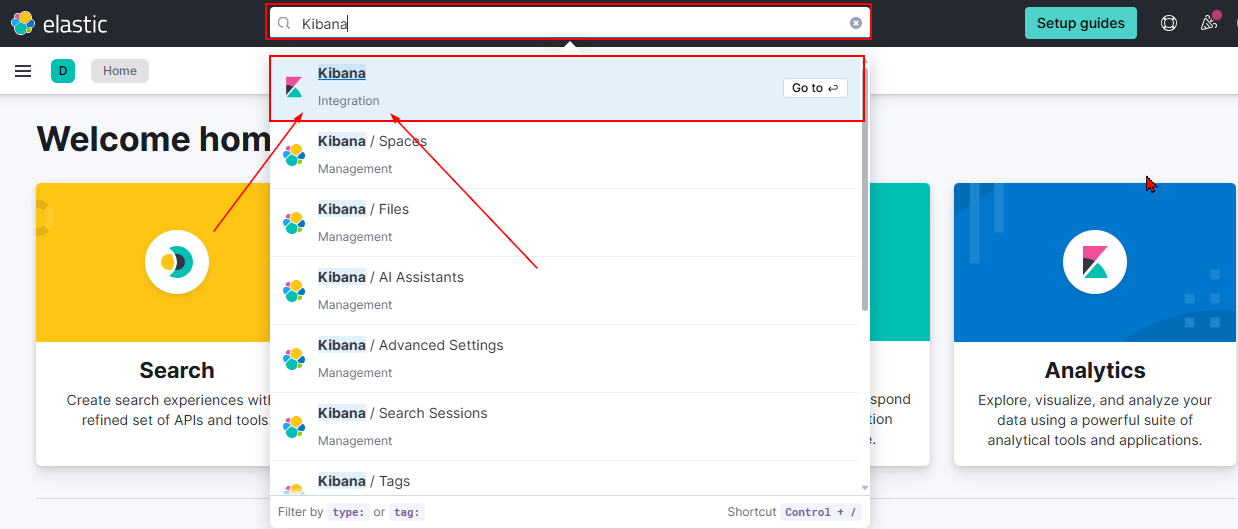 elastic
Kibana
Setup guides
D
Home
Welcome hom
Kibana
Integration
Go to
Kibana / Spaces
Management
Kibana / Files
Management
Kibana / AI Assistants
Management
Kibana / Advanced Settings
Management
Kibana / Search Sessions
Management
Kibana / Tags
Filter by type: or tag:
Shortcut Control + /
Search
Create search experiences with
refined set of APIs and tools.
spond
tion
e.
Analytics
Explore, visualize, and analyze your
data using a powerful suite of
analytical tools and applications.